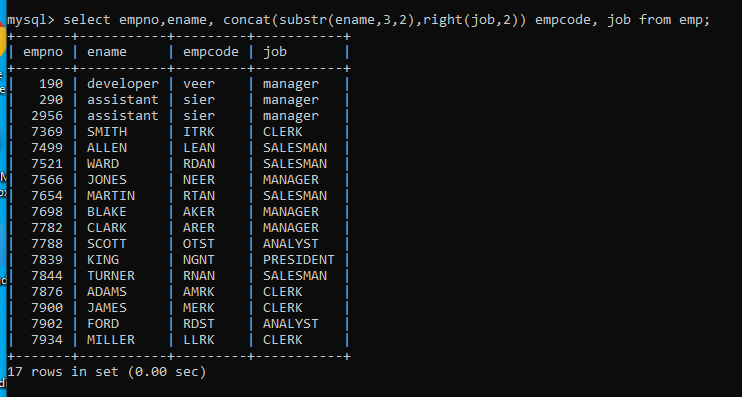 mysql> select empno,ename, concat(substr(ename,3,2),right(job,2)) empcode, job from emp;
+-------+-----------+---------+-----------+
| empno | ename     | empcode | job       |
+-------+-----------+---------+-----------+
|   190 | developer | veer    | manager   |
|   290 | assistant | sier    | manager   |
|  2956 | assistant | sier    | manager   |
|  7369 | SMITH     | ITRK    | CLERK     |
|  7499 | ALLEN     | LEAN    | SALESMAN  |
|  7521 | WARD      | RDAN    | SALESMAN  |
|  7566 | JONES     | NEER    | MANAGER   |
|  7654 | MARTIN    | RTAN    | SALESMAN  |
|  7698 | BLAKE     | AKER    | MANAGER   |
|  7782 | CLARK     | ARER    | MANAGER   |
|  7788 | SCOTT     | OTST    | ANALYST   |
|  7839 | KING      | NGNT    | PRESIDENT |
|  7844 | TURNER    | RNAN    | SALESMAN  |
|  7876 | ADAMS     | AMRK    | CLERK     |
|  7900 | JAMES     | MERK    | CLERK     |
|  7902 | FORD      | RDST    | ANALYST   |
|  7934 | MILLER    | LLRK    | CLERK     |
+-------+-----------+---------+-----------+
17 rows in set (0.00 sec)